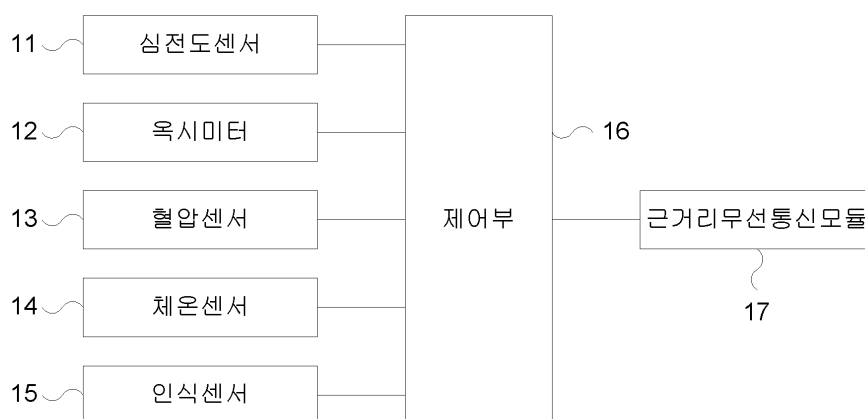 11 심전도센서
12 옥시미터
16
13 혈압센서
제어부
근거리무선통신모듈
14 체온센서
17
15 인식센서